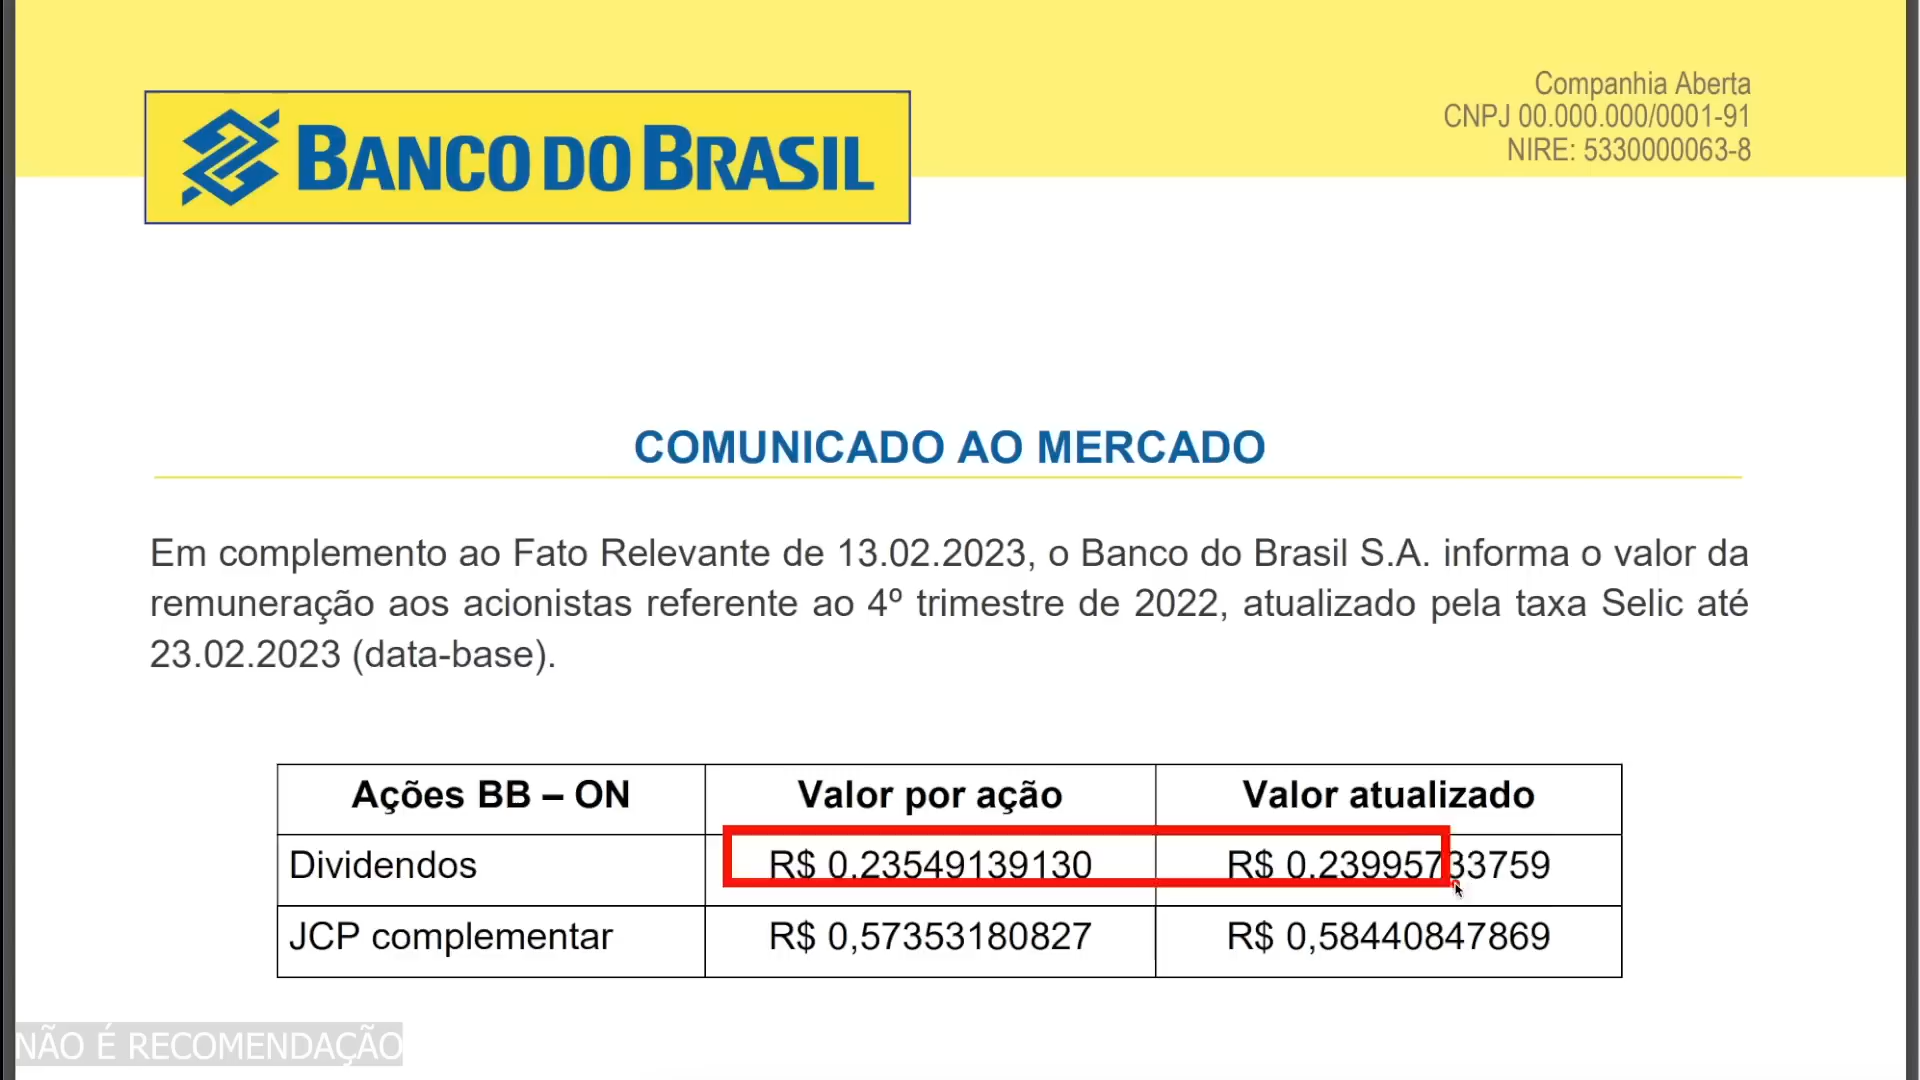 Companhia Aberta
CNPJ 00.000.000/0001-91
NIRE: 5330000063-8
BANCO DO BRASIL
COMUNICADO AO MERCADO
Em complemento ao Fato Relevante de 13.02.2023, o Banco do Brasil S.A. informa o valor da
remuneração aos acionistas referente ao 4º trimestre de 2022, atualizado pela taxa Selic até
23.02.2023 (data-base).
Ações BB – ON Valor por ação Valor atualizado
Dividendos R$ 0,23549139130 R$ 0,23995733759
JCP complementar R$ 0,57353180827 R$ 0,58440847869
NÃO É RECOMENDAÇÃO